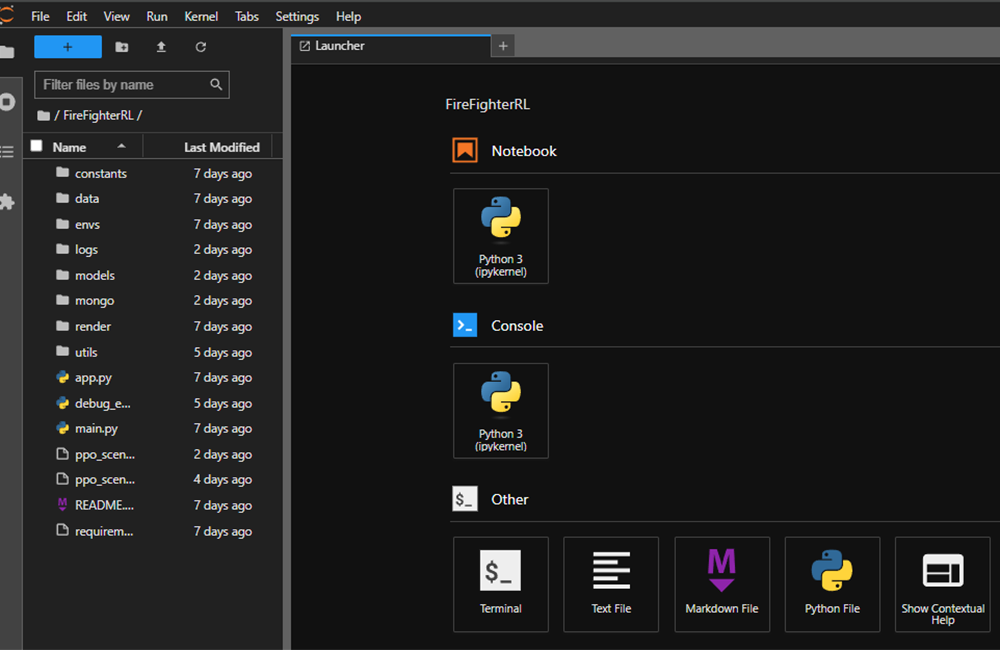 File Edit View Run Kernel Tabs Settings Help
+
Launcher
+
Filter files by name
/ FireFighterRL /
Name Last Modified
constants 7 days ago
data 7 days ago
envs 7 days ago
logs 2 days ago
models 2 days ago
mongo 2 days ago
render 7 days ago
utils 5 days ago
app.py 7 days ago
debug_e... 5 days ago
main.py 7 days ago
ppo_scen... 2 days ago
ppo_scen... 4 days ago
README.... 7 days ago
requirem... 7 days ago
FireFighterRL
Notebook
Python 3
(ipykernel)
>_ Console
Python 3
(ipykernel)
$_ Other
$_
Terminal
Text File
M
Markdown File
Python File
Show Contextual
Help